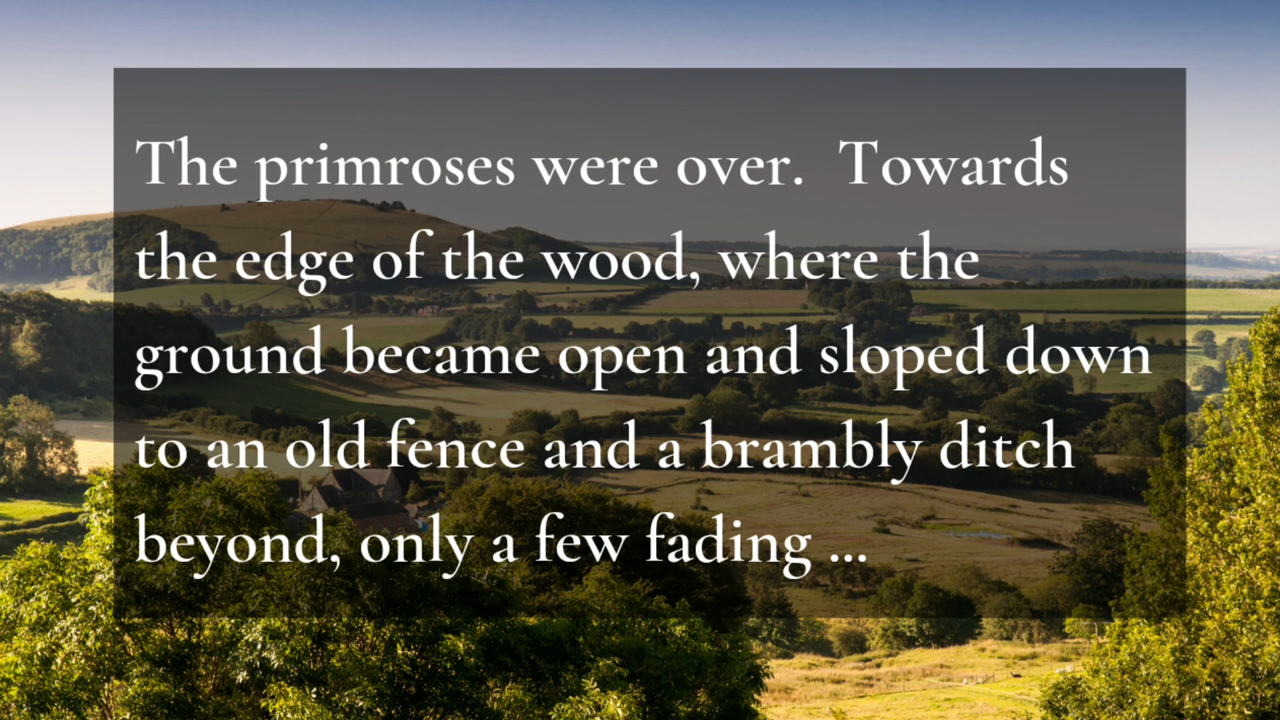 The primroses were over.  Towards
the edge of the wood, where the
ground became open and sloped down
to an old fence and a brambly ditch
beyond, only a few fading ...